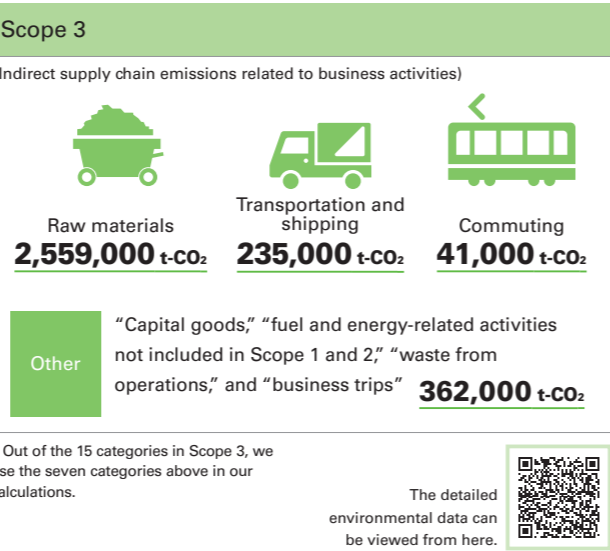 Scope 3
Indirect supply chain emissions related to business activities)
Raw materials
2,559,000 t-CO₂
Transportation and
shipping
235,000 t-CO₂
Commuting
41,000 t-CO₂
Other
“Capital goods,” “fuel and energy-related activities
not included in Scope 1 and 2,” “waste from
operations,” and “business trips” 362,000 t-CO₂
Out of the 15 categories in Scope 3, we
se the seven categories above in our
alculations.
The detailed
environmental data can
be viewed from here.